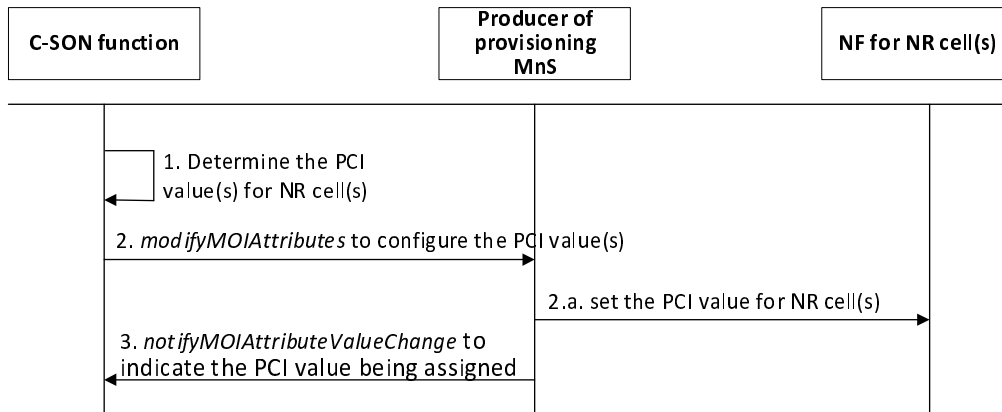 C-SON function
Producer of
provisioning
MnS
NF for NR cell(s)
1. Determine the PCI
value(s) for NR cell(s)
2. modifyMOIAttributes to configure the PCI value(s)
2.a. set the PCI value for NR cell(s)
3. notifyMOIAttributeValueChange to
indicate the PCI value being assigned